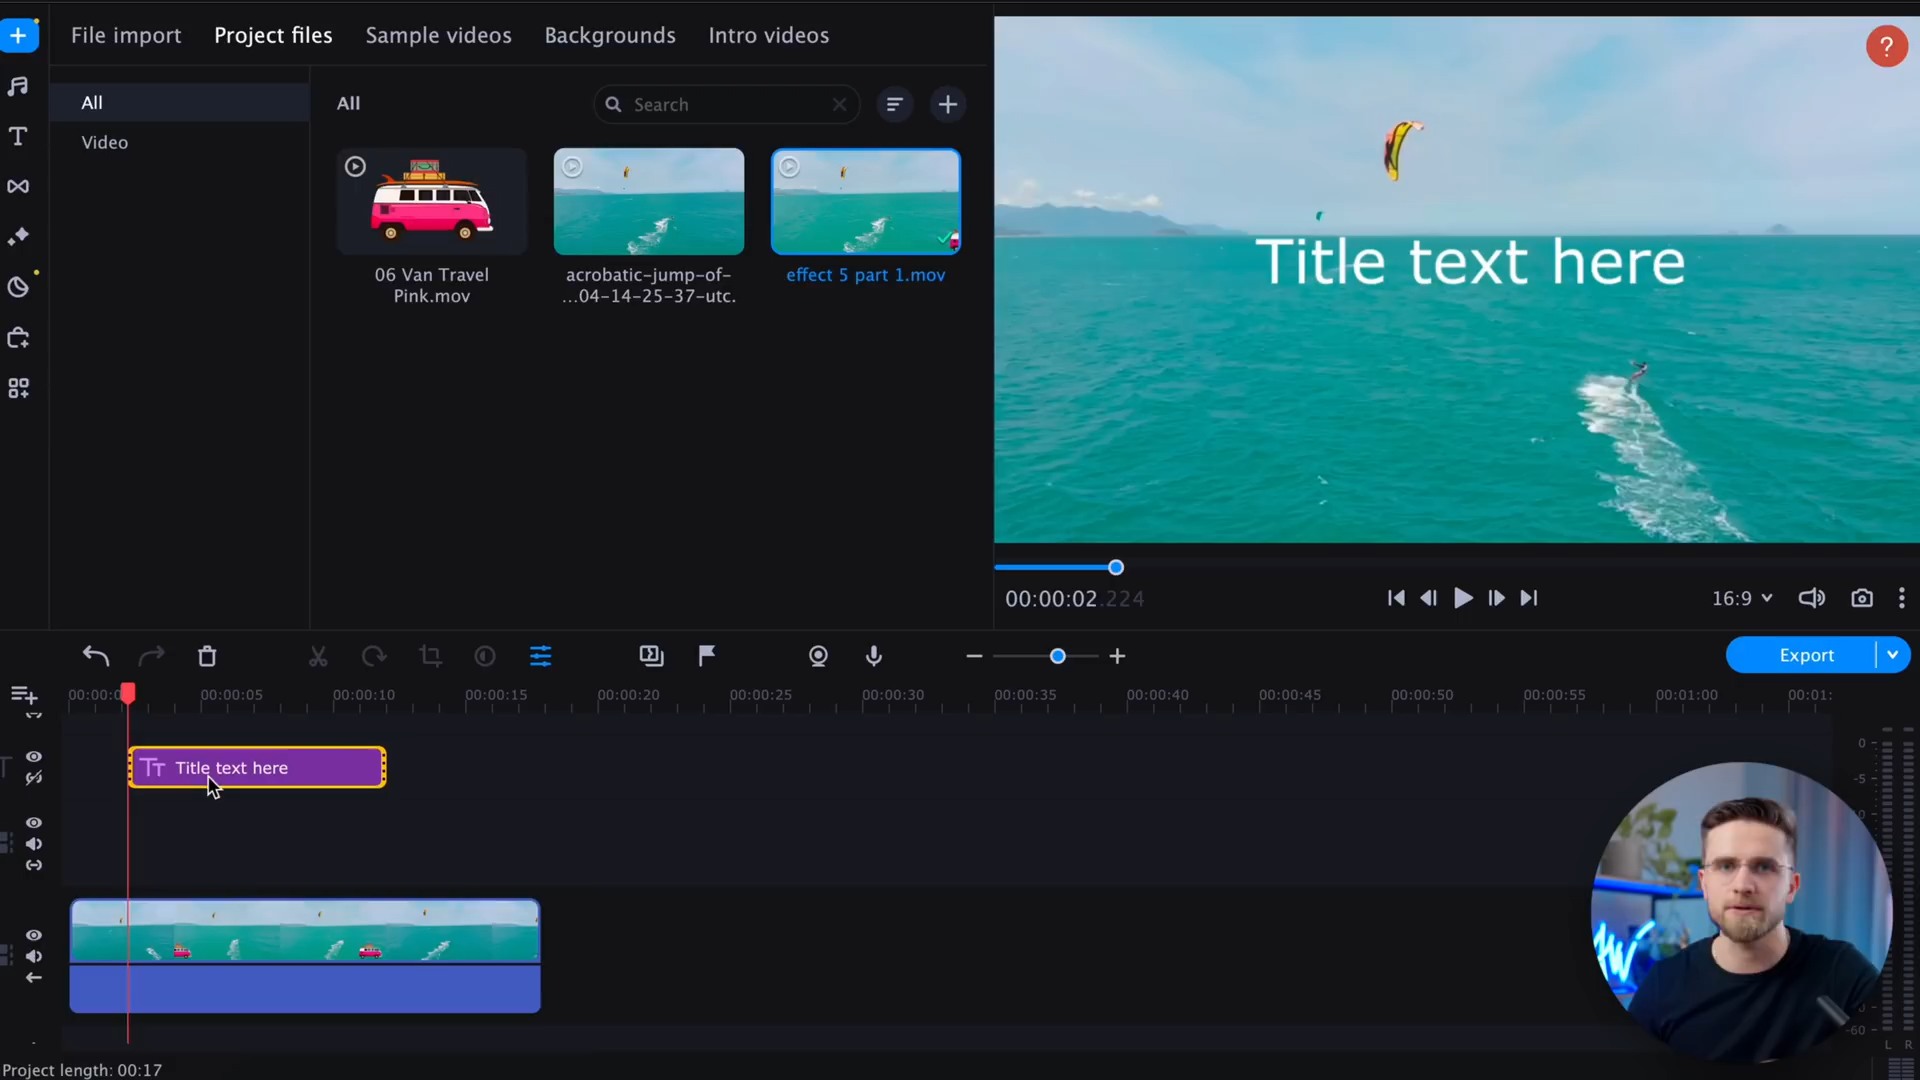 File import Project files Sample videos Backgrounds Intro videos
All
Video
All
Search
06 Van Travel
Pink.mov
acrobatic-jump-of-
...04-14-25-37-utc.
effect 5 part 1.mov
?
Title text here
00:00:02.224
16:9
Export
00:00:0 00:00:05 00:00:10 00:00:15 00:00:20 00:00:25 00:00:30 00:00:35 00:00:40 00:00:45 00:00:50 00:00:55 00:01:00 00:01:
Title text here
0
-5
-60
L R
Project length: 00:17